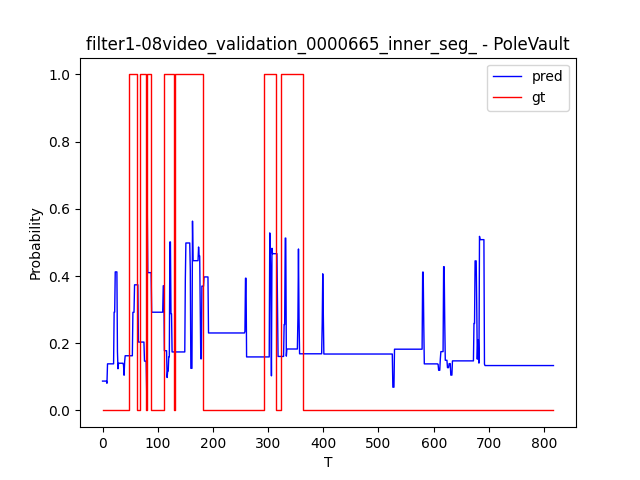 filter1-08video_validation_0000665_inner_seg_ - PoleVault
pred
gt
1.0
0.8
0.6
0.4
0.2
0.0
Probability
0 100 200 300 400 500 600 700 800
T